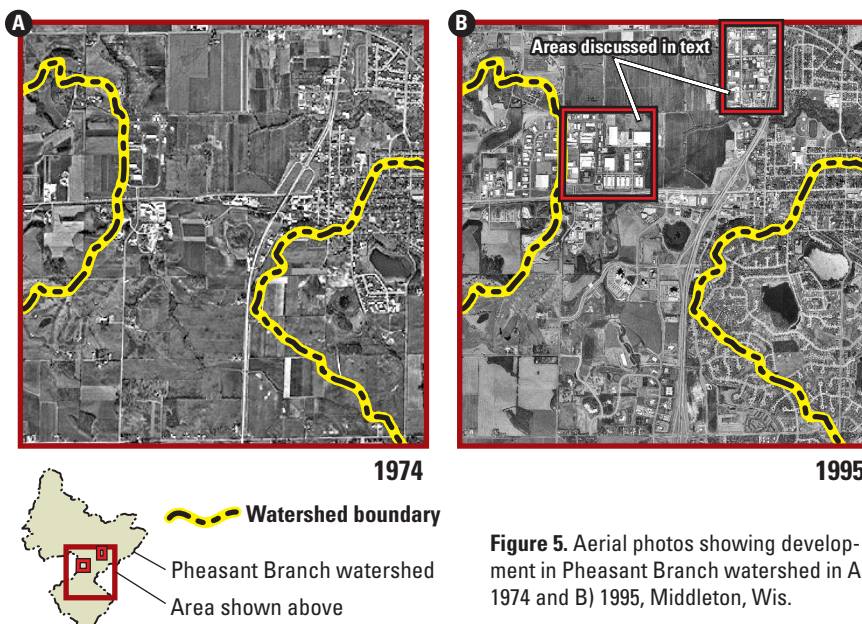 A
B
Areas discussed in text
1974
1995
Watershed boundary
Pheasant Branch watershed
Area shown above
Figure 5. Aerial photos showing develop-
ment in Pheasant Branch watershed in A
1974 and B) 1995, Middleton, Wis.